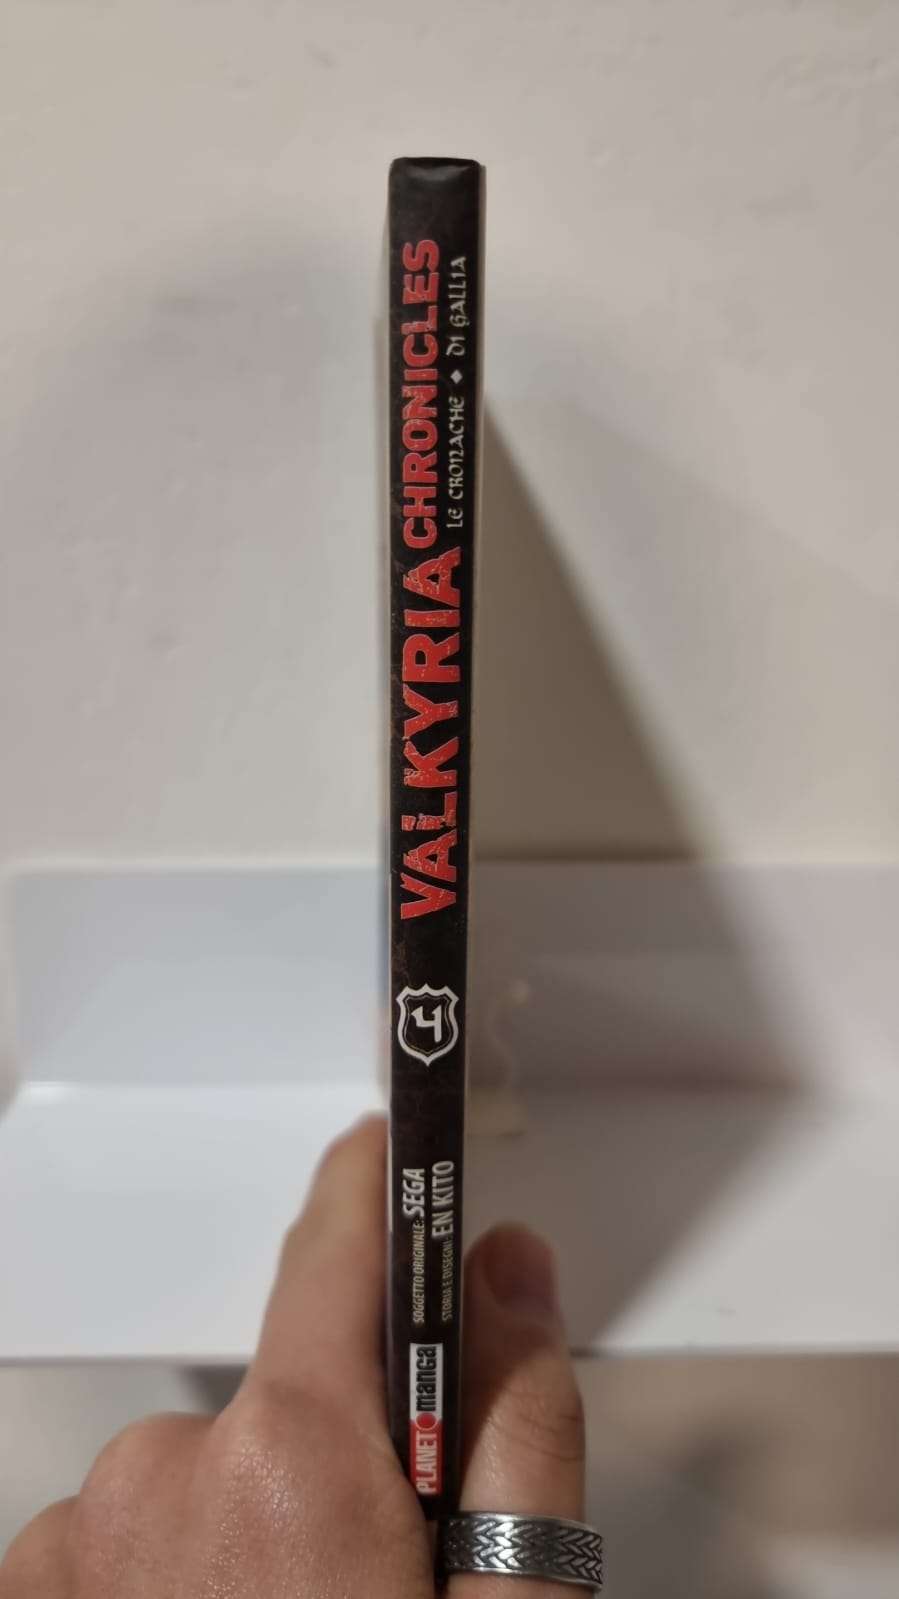 VALKYRIA CHRONICLES
LE CRONACHE ◆ DI GALLIA
4
SOGGETTO ORIGINALE: SEGA
STORIA E DISEGNI: EN KITO
PLANET manga